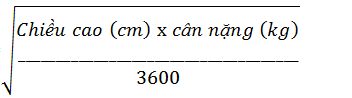 √
Chiều cao (cm) x cân nặng (kg)
3600